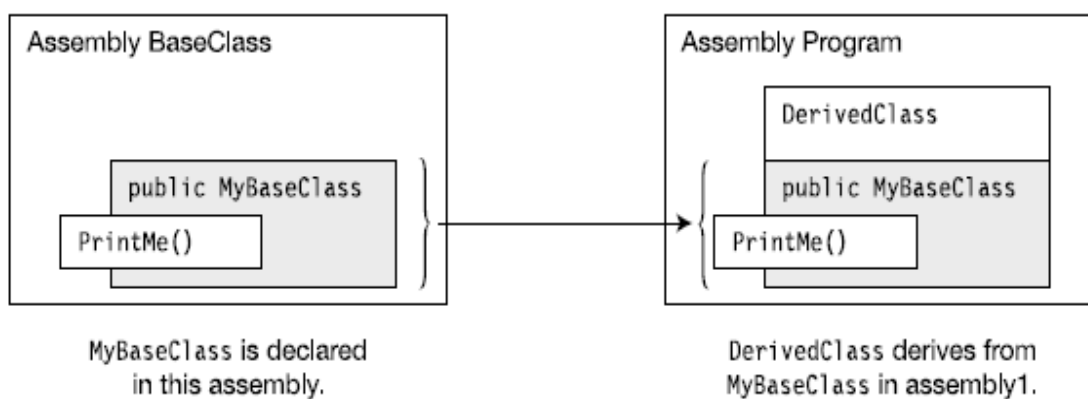 Assembly BaseClass
public MyBaseClass
PrintMe()
MyBaseClass is declared
in this assembly.
Assembly Program
DerivedClass
public MyBaseClass
PrintMe()
DerivedClass derives from
MyBaseClass in assembly1.